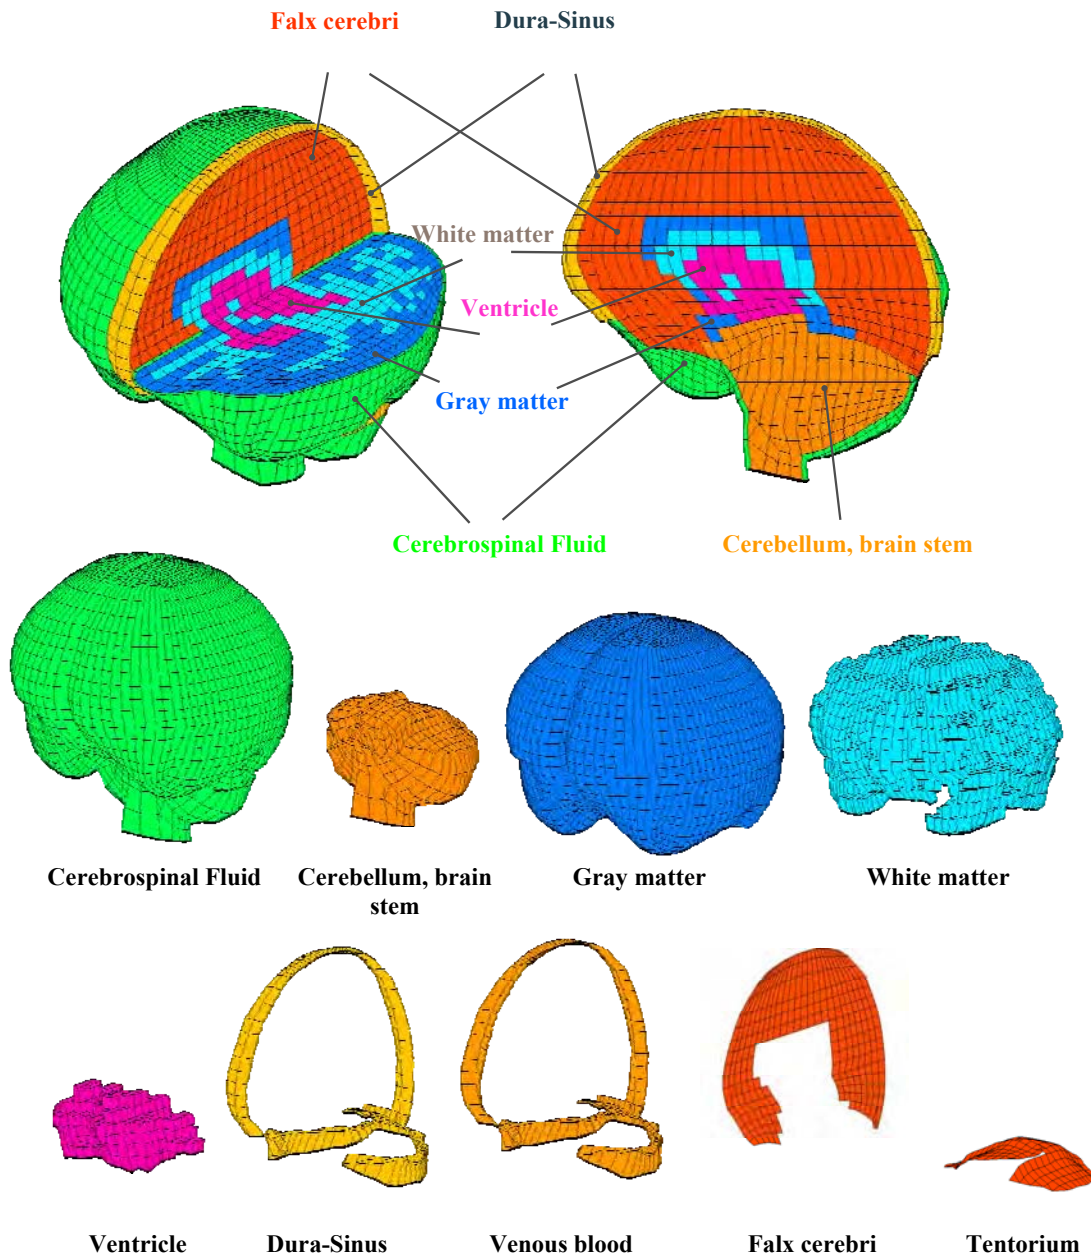 Falx cerebri
Dura-Sinus
White matter
Ventricle
Gray matter
Cerebrospinal Fluid
Cerebellum, brain stem
Cerebrospinal Fluid
Cerebellum, brain
stem
Gray matter
White matter
Ventricle
Dura-Sinus
Venous blood
Falx cerebri
Tentorium